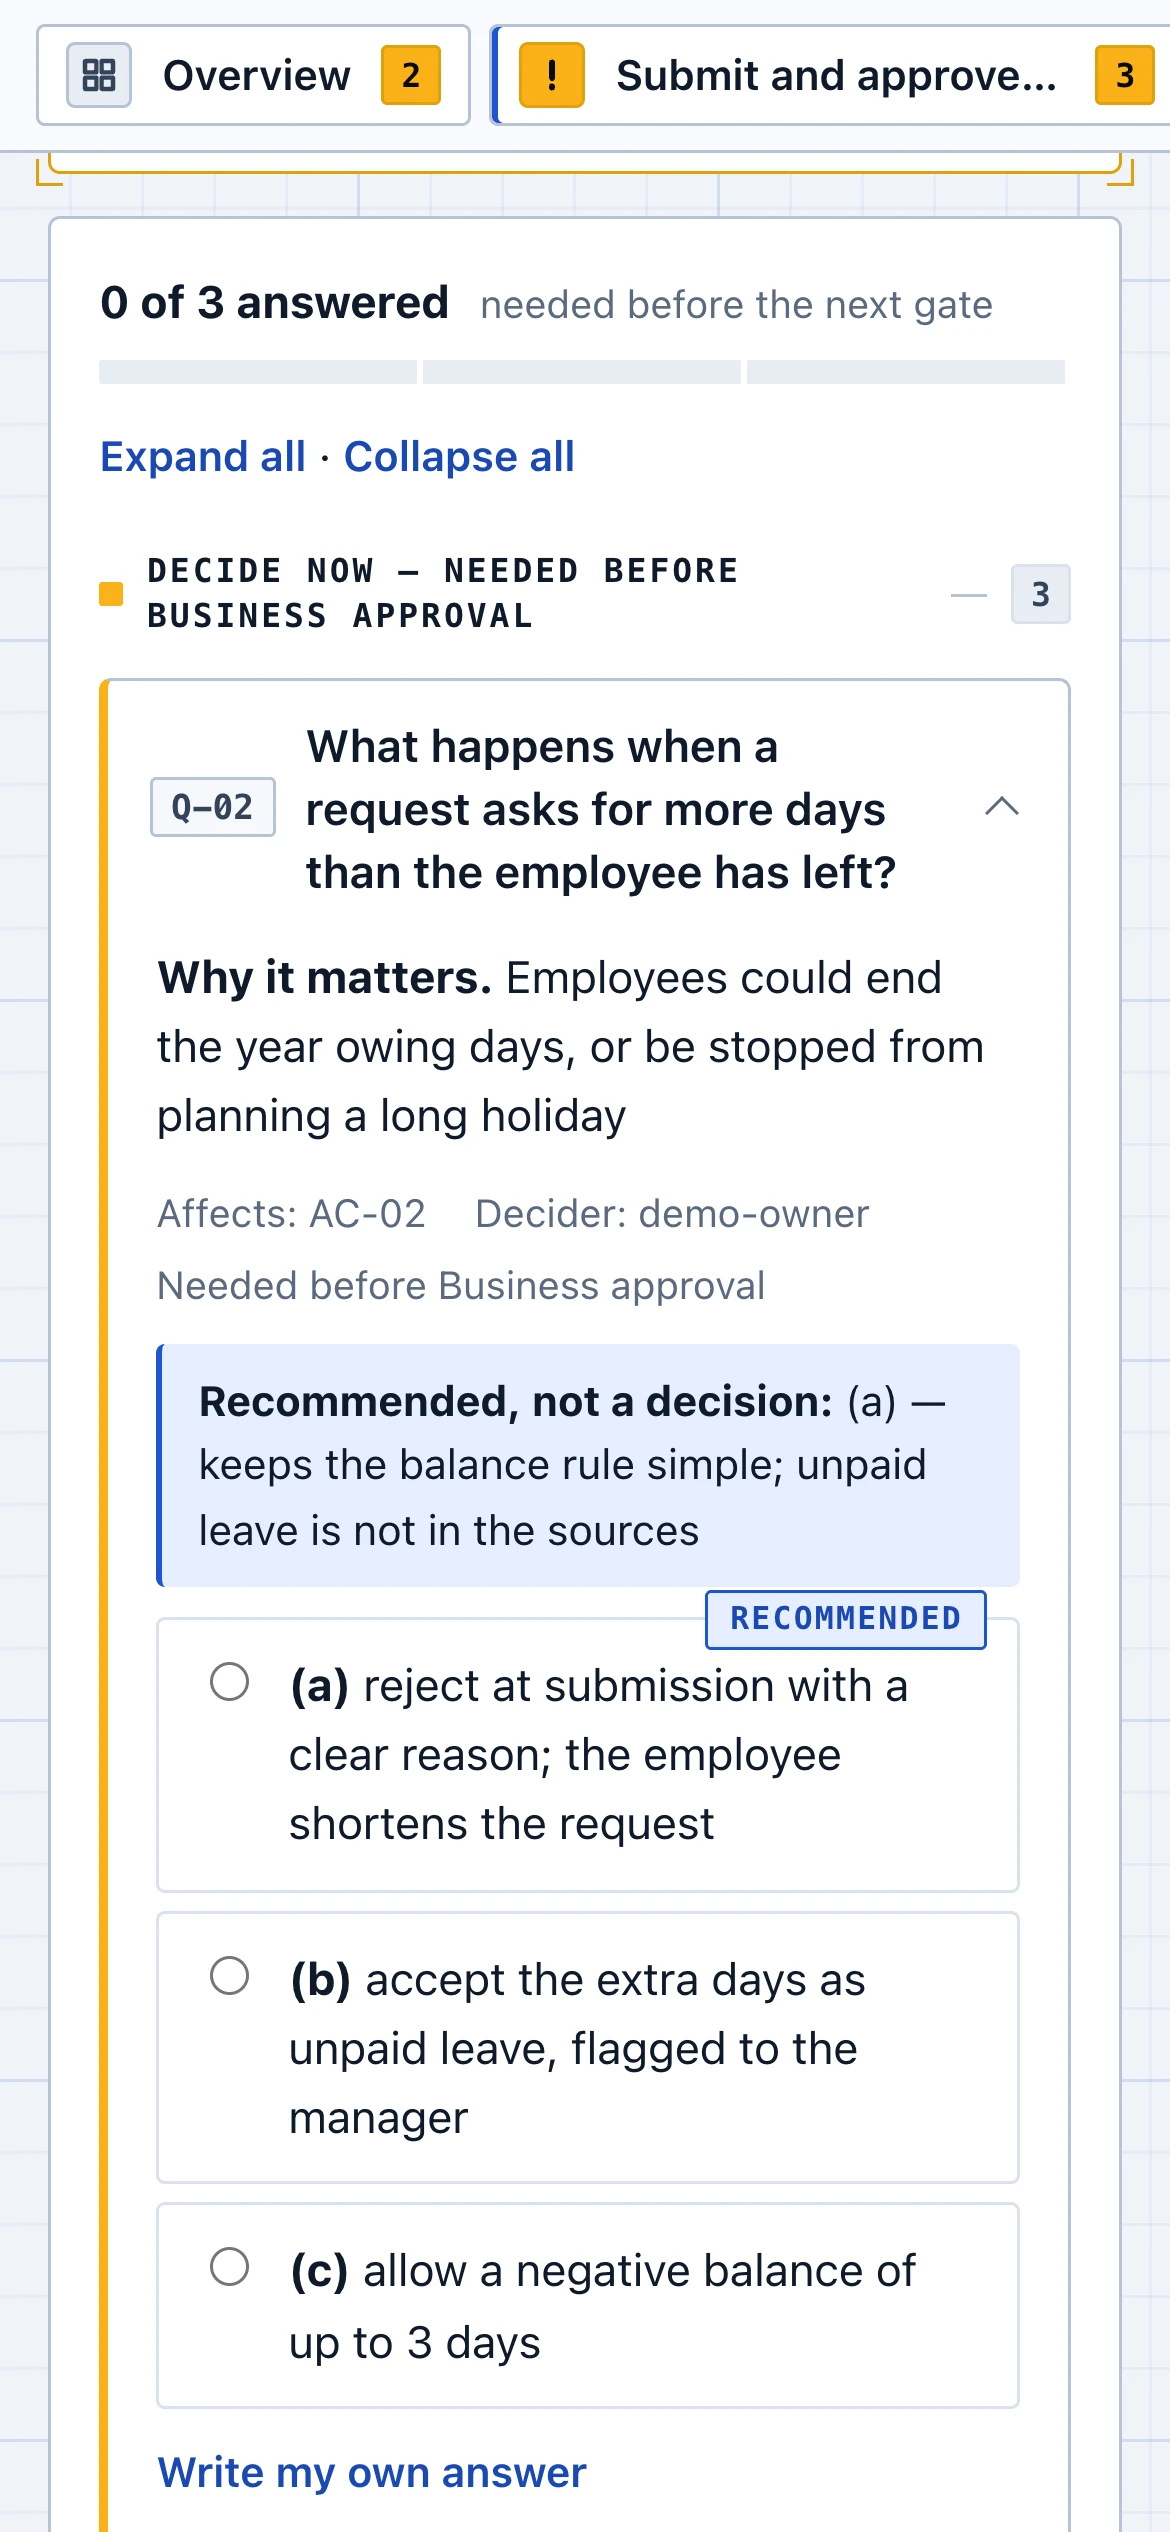 Overview 2
! Submit and approve... 3
0 of 3 answered needed before the next gate
Expand all · Collapse all
DECIDE NOW — NEEDED BEFORE
BUSINESS APPROVAL
3
What happens when a
Q-02 request asks for more days
than the employee has left?
Why it matters. Employees could end
the year owing days, or be stopped from
planning a long holiday
Affects: AC-02 Decider: demo-owner
Needed before Business approval
Recommended, not a decision: (a) —
keeps the balance rule simple; unpaid
leave is not in the sources
RECOMMENDED
(a) reject at submission with a
clear reason; the employee
shortens the request
(b) accept the extra days as
unpaid leave, flagged to the
manager
(c) allow a negative balance of
up to 3 days
Write my own answer